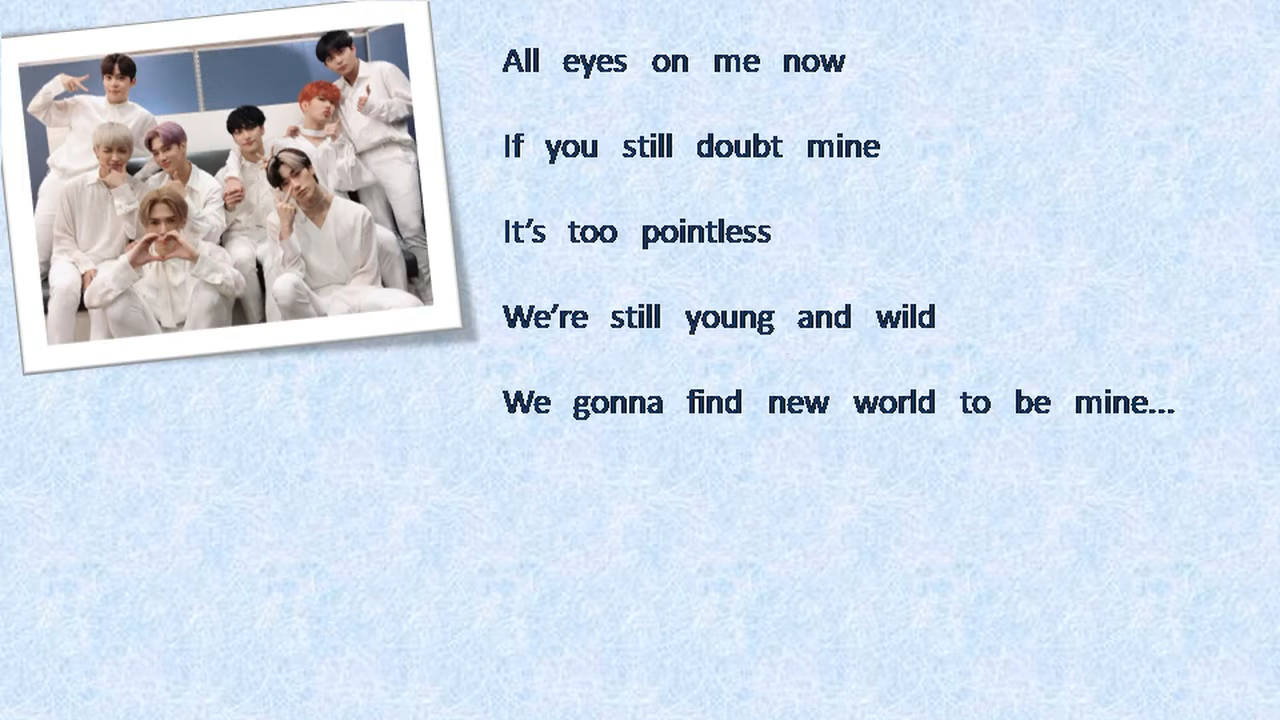 All eyes on me now
If you still doubt mine
It’s too pointless
We’re still young and wild
We gonna find new world to be mine...